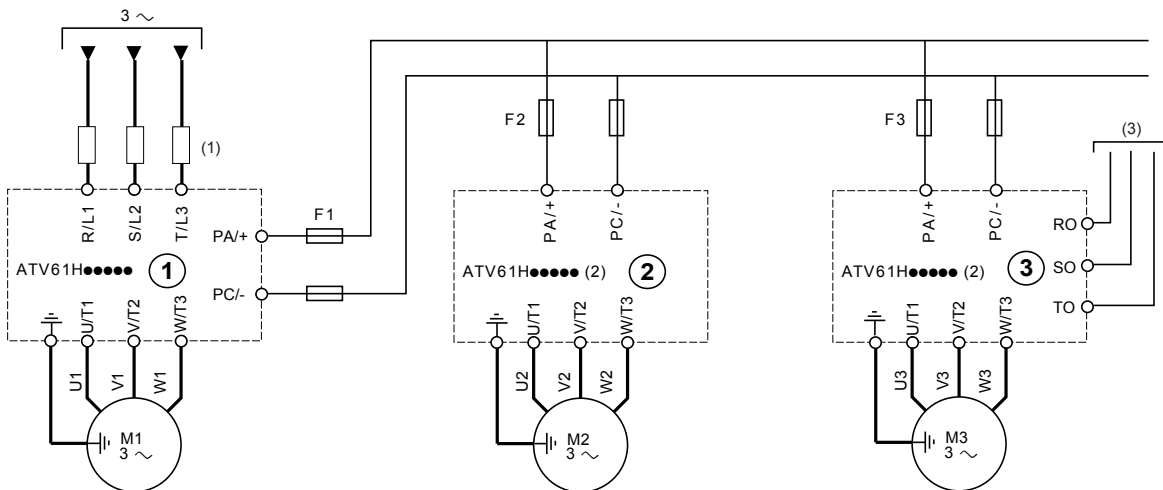 3 ∼
(1)
R/L1
S/L2
T/L3
F1
PA/+
PC/-
ATV61H●●●●● 1
U/T1
V/T2
W/T3
U1
V1
W1
M1
3 ∼
F2
PA/+
PC/-
ATV61H●●●●● (2) 2
U/T1
V/T2
W/T3
U2
V2
W2
M2
3 ∼
F3
(3)
PA/+
PC/-
RO
SO
TO
ATV61H●●●●● (2) 3
U/T1
V/T2
W/T3
U3
V3
W3
M3
3 ∼